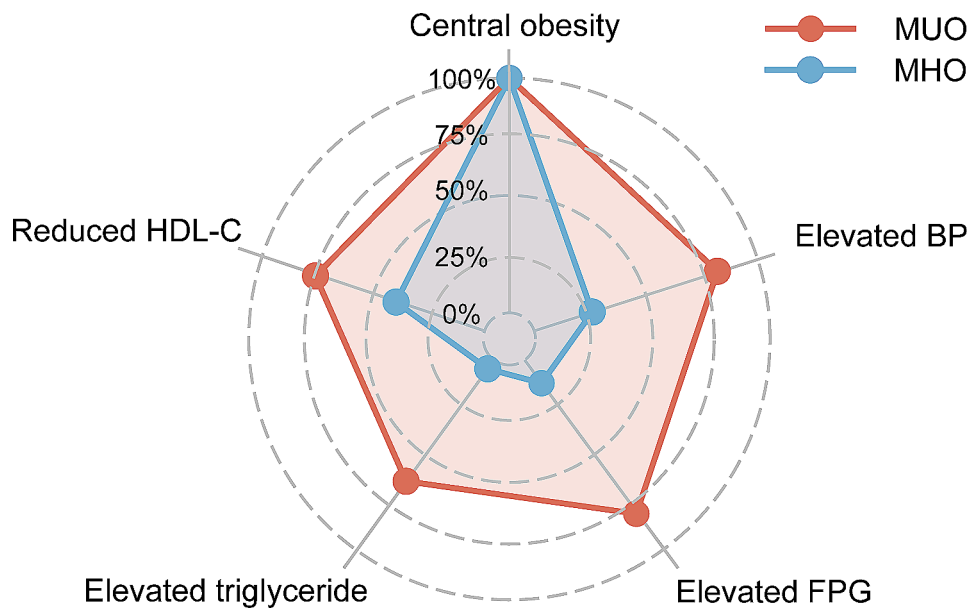 Central obesity
MUO
MHO
100%
75%
50%
25%
0%
Reduced HDL-C
Elevated BP
Elevated triglyceride
Elevated FPG